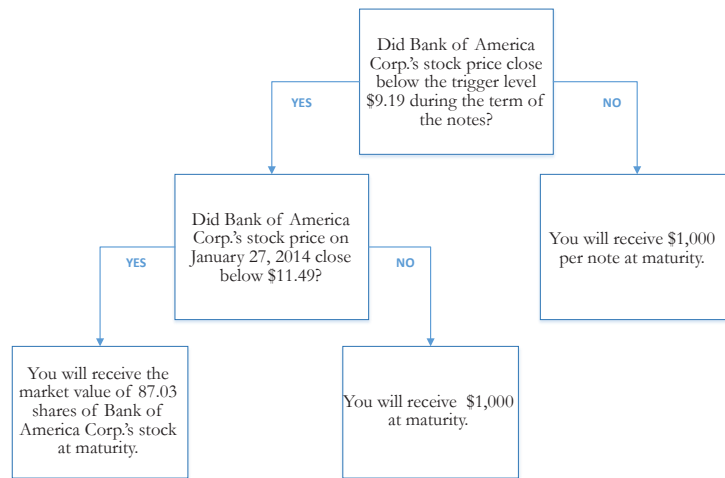 Did Bank of America
Corp.'s stock price close
below the trigger level
$9.19 during the term of
the notes?
YES
NO
Did Bank of America
Corp.'s stock price on
January 27, 2014 close
below $11.49?
You will receive $1,000
per note at maturity.
YES
NO
You will receive the
market value of 87.03
shares of Bank of
America Corp.'s stock
at maturity.
You will receive $1,000
at maturity.